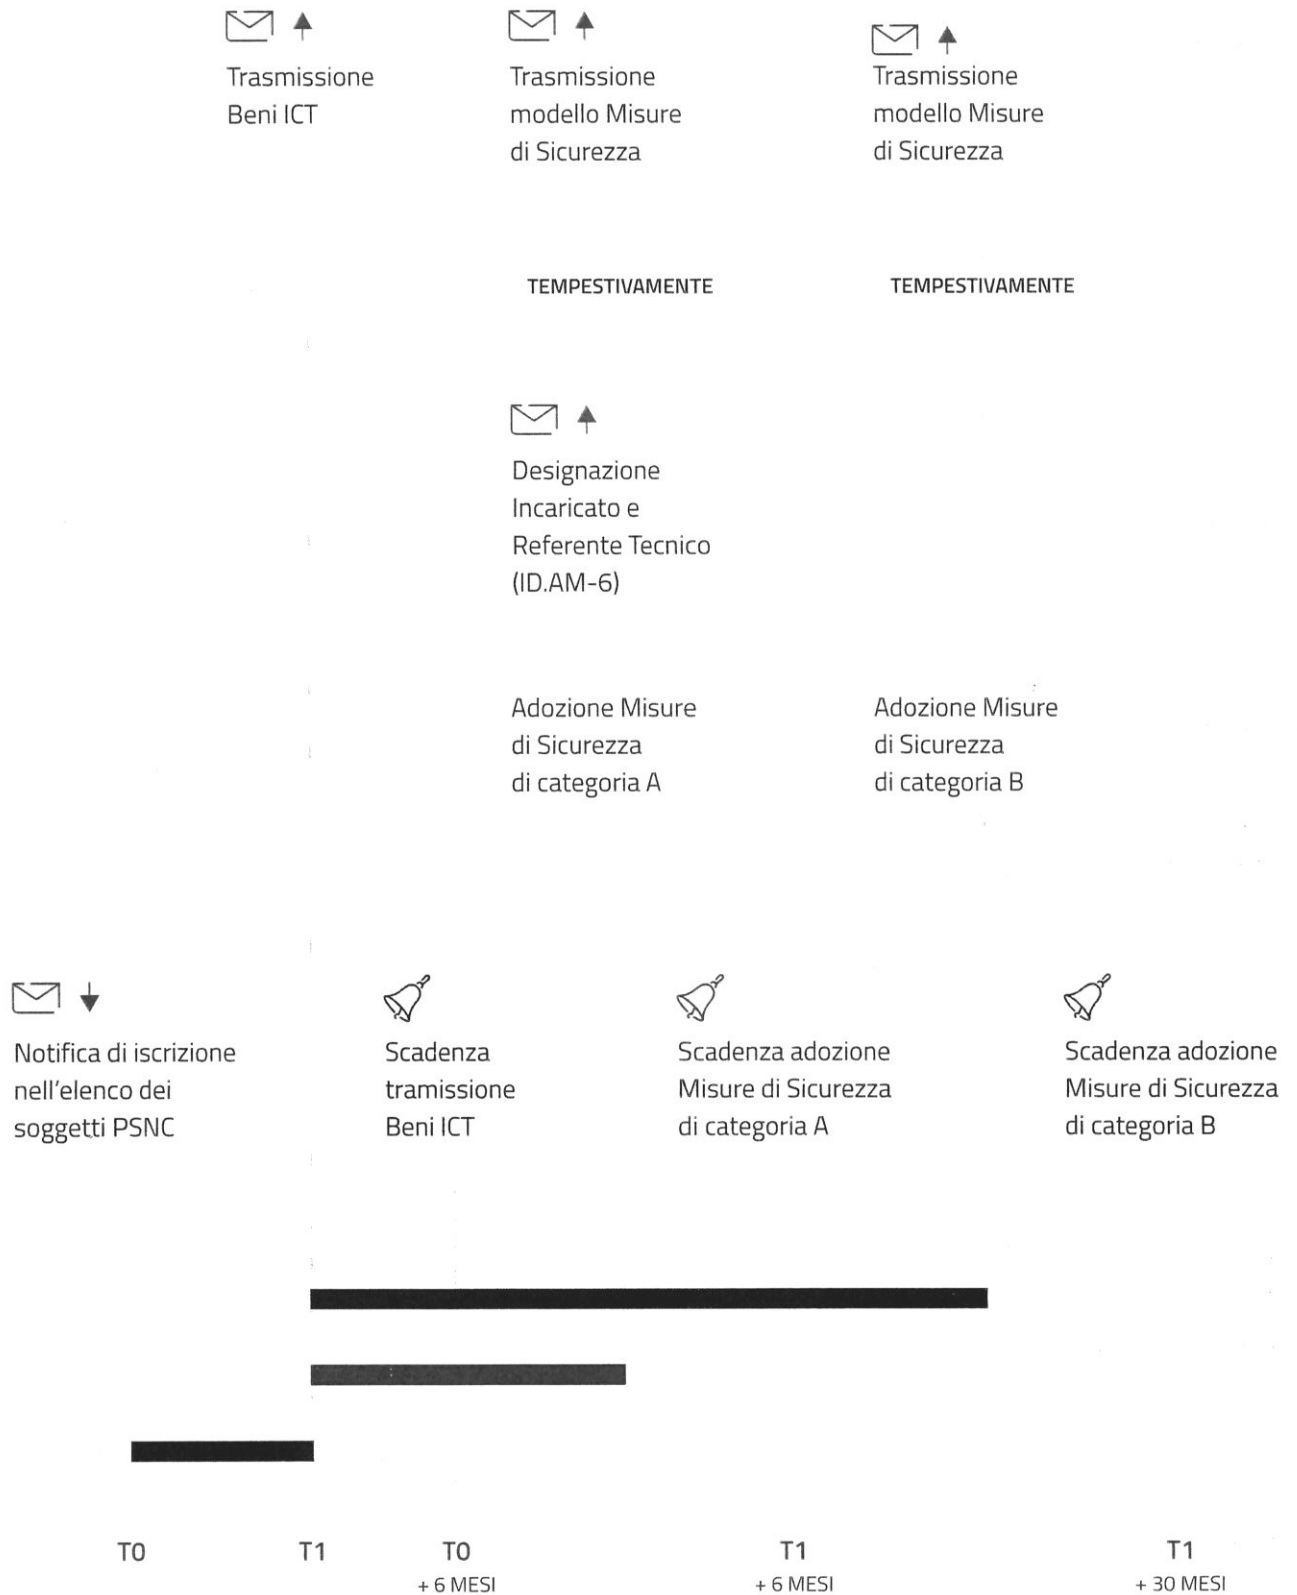 Trasmissione
Beni ICT
Trasmissione
modello Misure
di Sicurezza
Trasmissione
modello Misure
di Sicurezza
TEMPESTIVAMENTE
TEMPESTIVAMENTE
Designazione
Incaricato e
Referente Tecnico
(ID.AM-6)
Adozione Misure
di Sicurezza
di categoria A
Adozione Misure
di Sicurezza
di categoria B
Notifica di iscrizione
nell'elenco dei
soggetti PSNC
Scadenza
tramissione
Beni ICT
Scadenza adozione
Misure di Sicurezza
di categoria A
Scadenza adozione
Misure di Sicurezza
di categoria B
T0
T1
T0
+ 6 MESI
T1
+ 6 MESI
T1
+ 30 MESI